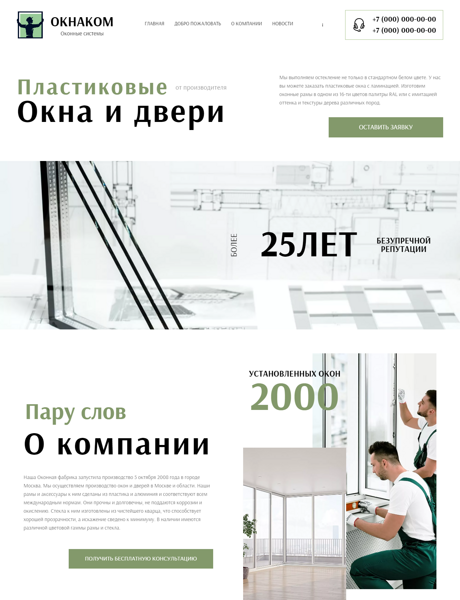 ОКНАКОМ
Оконные системы
ГЛАВНАЯ ДОБРО ПОЖАЛОВАТЬ О КОМПАНИИ НОВОСТИ
+7 (000) 000-00-00
+7 (000) 000-00-00
Пластиковые от производителя
Окна и двери
Мы выполняем остекление не только в стандартном белом цвете. У нас
вы можете заказать пластиковые окна с ламинацией. Изготовим
оконные рамы в одном из 16-ти цветов палитры RAL или с имитацией
оттенка и текстуры дерева различных пород.
ОСТАВИТЬ ЗАЯВКУ
БОЛЕЕ
25ЛЕТ
БЕЗУПРЕЧНОЙ
РЕПУТАЦИИ
УСТАНОВЛЕННЫХ ОКОН
2000
Пару слов
О компании
Наша Оконная фабрика запустила производство 5 октября 2008 года в городе
Москва. Мы осуществляем производство окон и дверей в Москве и области. Наши
рамы и аксессуары к ним сделаны из пластика и алюминия и соответствуют всем
международным нормам. Они прочны и долговечны, не поддаются коррозии и
окислению. Стекла к ним изготовлены из чистейшего кварца, что способствует
хорошей прозрачности, а искажение сведено к минимуму. В наличии имеется
различной цветовой гаммы рамы и стекла.
ПОЛУЧИТЬ БЕСПЛАТНУЮ КОНСУЛЬТАЦИЮ